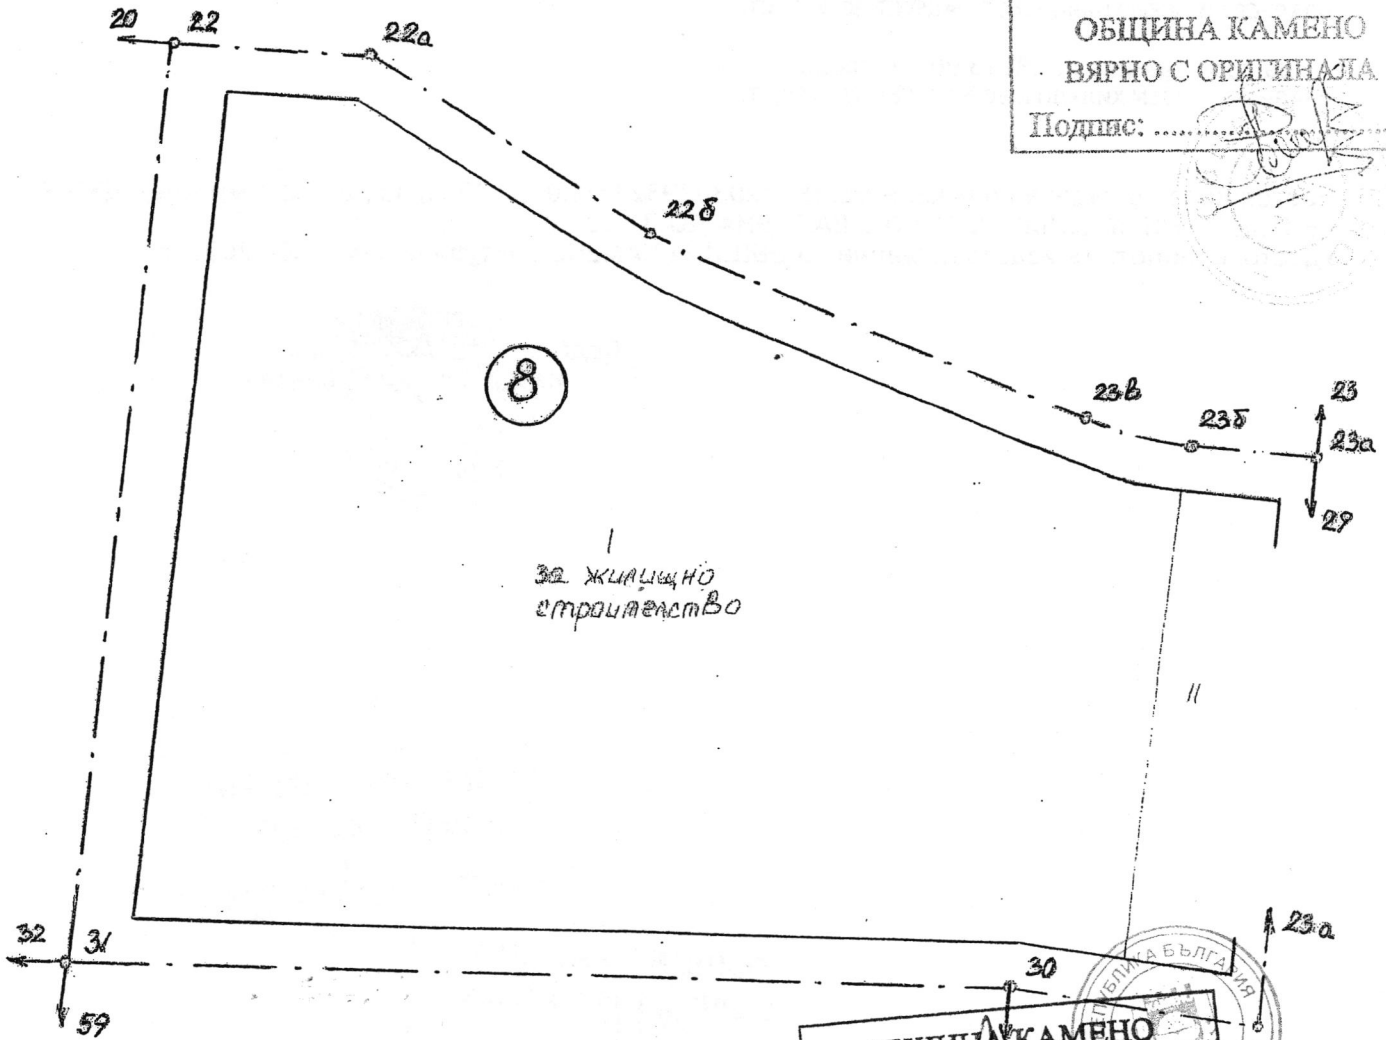 20
22
22а
ОБЩИНА КАМЕНО
ВЯРНО С ОРИГИНАЛА
Подпис:
22б
8
23в
23б
23
23а
29
I
за жилищно
строителство
II
32
31
59
30
23а
КАМЕНО